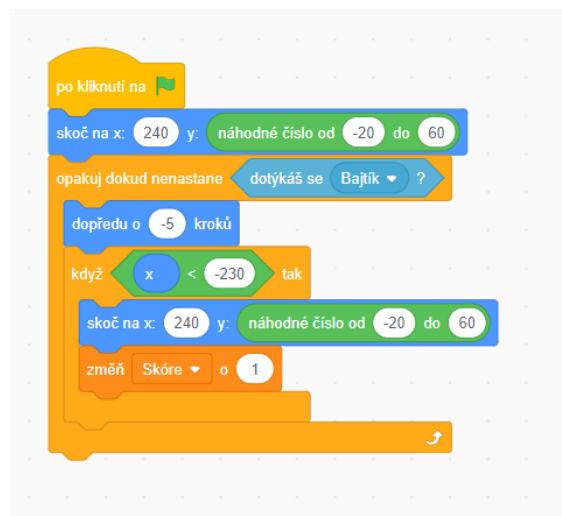 po kliknutí na
skoč na x: 240 y: náhodné číslo od -20 do 60
opakuj dokud nenastane dotýkáš se Bajtík ?
dopředu o -5 kroků
když x < -230 tak
skoč na x: 240 y: náhodné číslo od -20 do 60
změň Skóre o 1